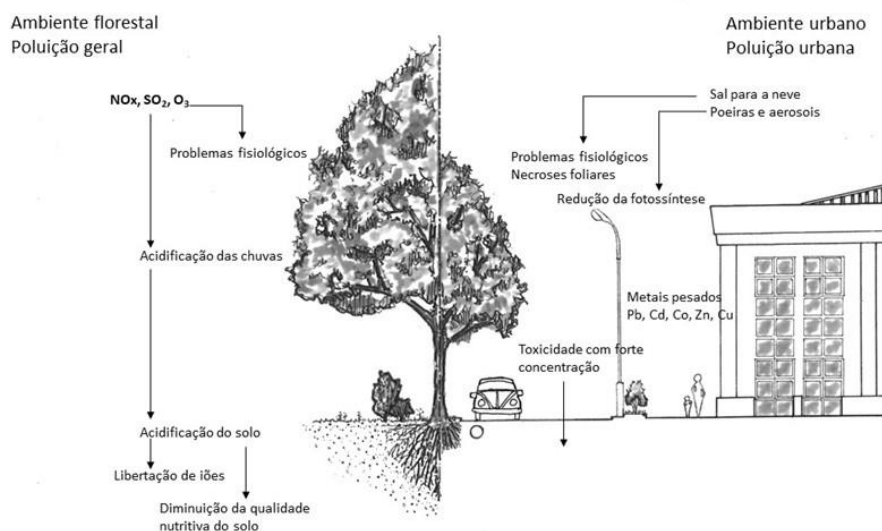 Ambiente florestal
Poluição geral
NOx, SO₂, O₃
Problemas fisiológicos
Acidificação das chuvas
Acidificação do solo
Libertação de iões
Diminuição da qualidade
nutritiva do solo
Ambiente urbano
Poluição urbana
Sal para a neve
Poeiras e aerosois
Problemas fisiológicos
Necroses foliares
Redução da fotossíntese
Metais pesados
Pb, Cd, Co, Zn, Cu
Toxicidade com forte
concentração